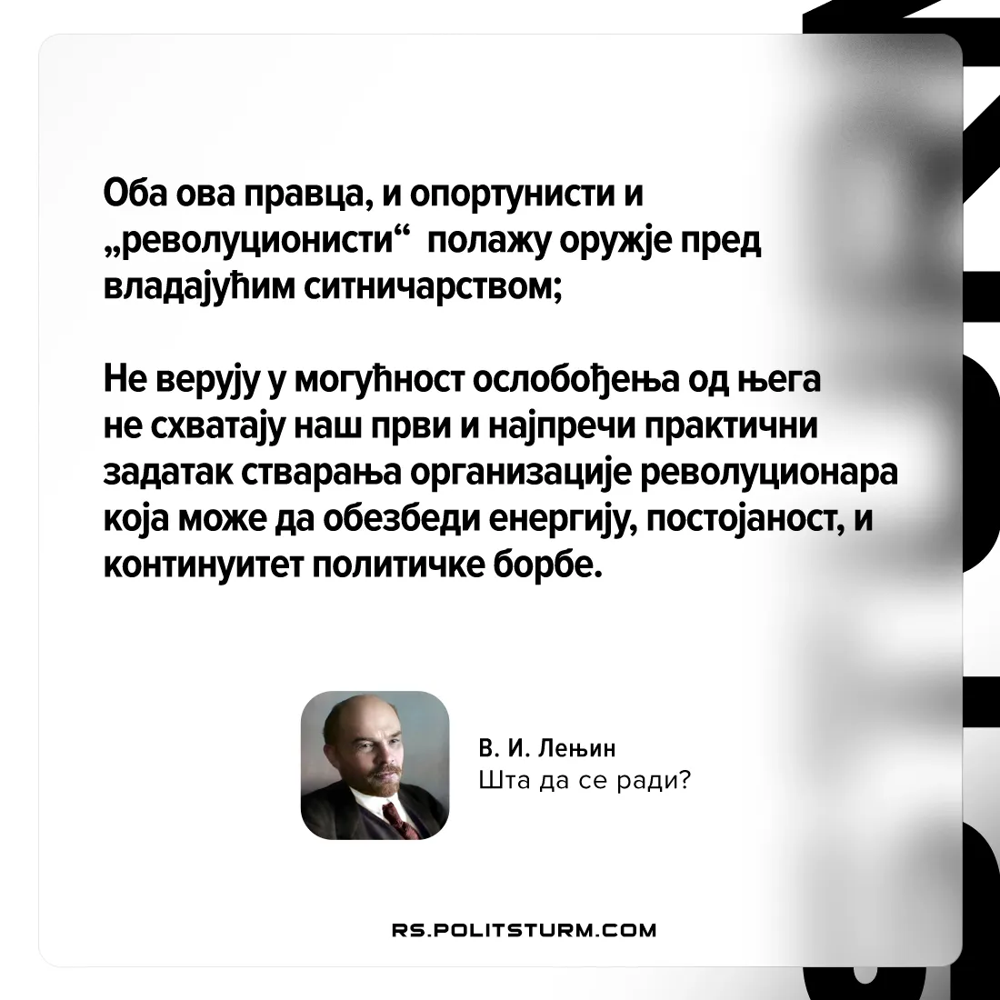 Оба ова правца, и опортунисти и
„револуционисти“ полажу оружје пред
владајућим ситничарством;
Не верују у могућност ослобођења од њега
не схватају наш први и најпречи практични
задатак стварања организације револуционара
која може да обезбеди енергију, постојаност, и
континуитет политичке борбе.
В. И. Лењин
Шта да се ради?
RS.POLITSTURM.COM